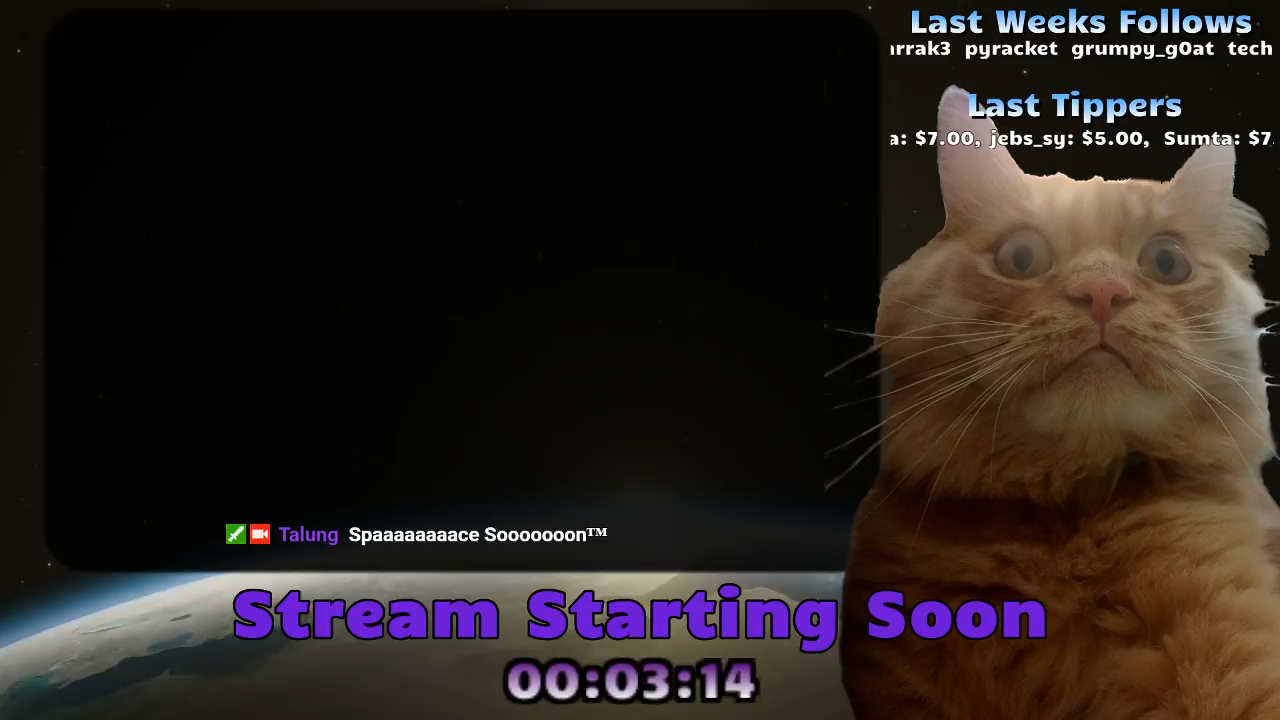 Last Weeks Follows
arrak3 pyracket grumpy_g0at tech
Last Tippers
a: $7.00, jebs_sy: $5.00, Sumta: $7
Talung Spaaaaaaaace Sooooooon™
Stream Starting Soon
00:03:14